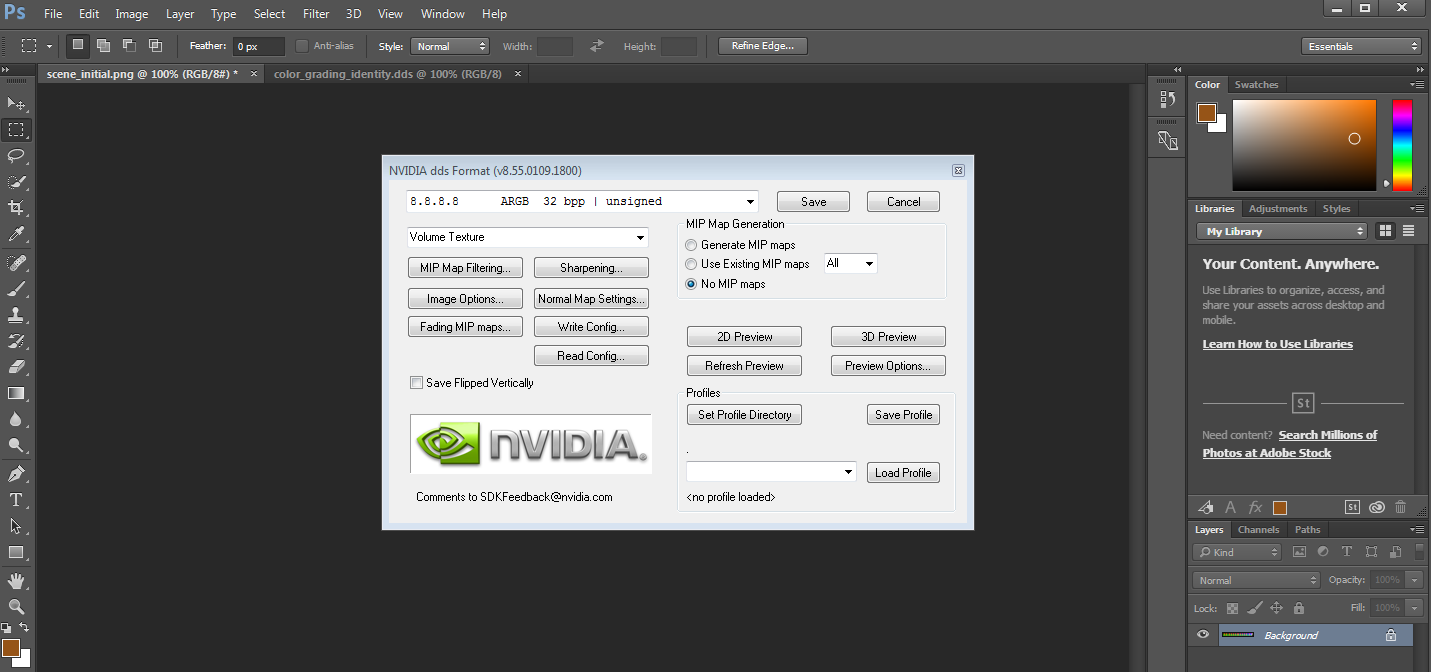 Ps File Edit Image Layer Type Select Filter 3D View Window Help
Feather: 0 px Anti-alias Style: Normal Width: Height: Refine Edge... Essentials
scene_initial.png @ 100% (RGB/8#) * × color_grading_identity.dds @ 100% (RGB/8) ×
NVIDIA dds Format (v8.55.0109.1800)
8.8.8.8 ARGB 32 bpp | unsigned
Save Cancel
Volume Texture
MIP Map Generation
Generate MIP maps
Use Existing MIP maps All
No MIP maps
MIP Map Filtering... Sharpening...
Image Options... Normal Map Settings...
Fading MIP maps... Write Config...
Read Config...
2D Preview 3D Preview
Refresh Preview Preview Options...
Save Flipped Vertically
Profiles
Set Profile Directory Save Profile
.
Load Profile
<no profile loaded>
NVIDIA.
Comments to SDKFeedback@nvidia.com
Color Swatches
Libraries Adjustments Styles
My Library
Your Content. Anywhere.
Use Libraries to organize, access, and
share your assets across desktop and
mobile.
Learn How to Use Libraries
St
Need content? Search Millions of
Photos at Adobe Stock
A fx St
Layers Channels Paths
Kind T
Normal Opacity: 100%
Lock: Fill: 100%
Background
T